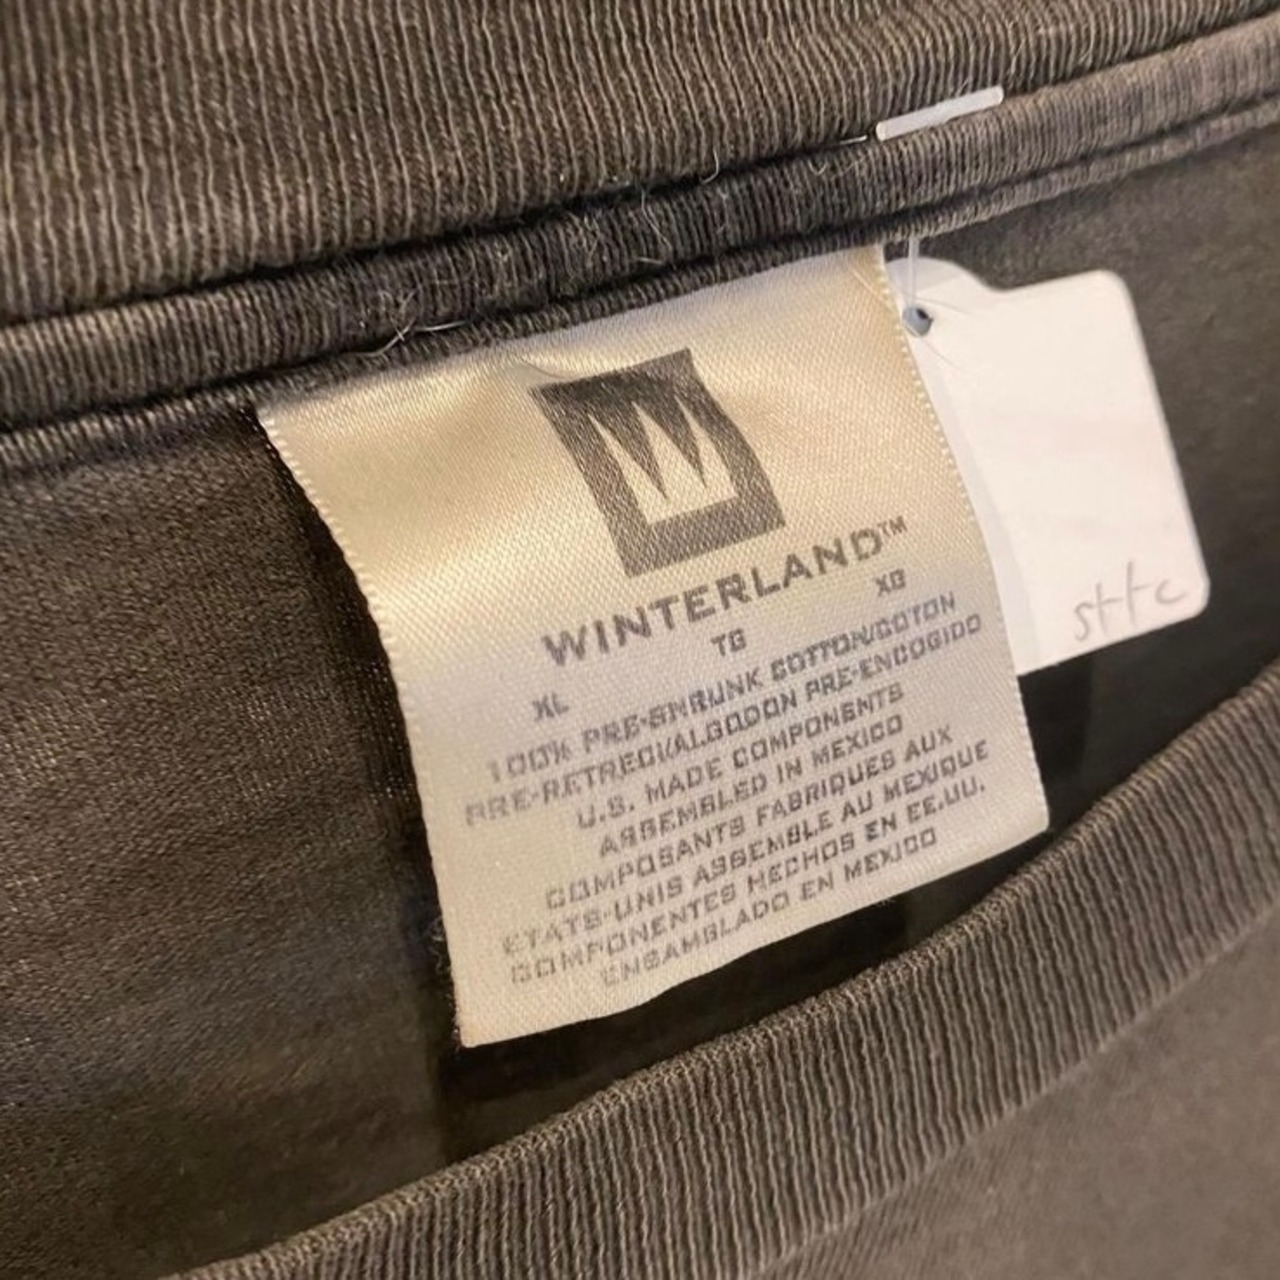 W
WINTERLAND™
XL TG XG
100% PRE-SHRUNK COTTON/COTON
PRE-RETRECI/ALGODON PRE-ENCOGIDO
U.S. MADE COMPONENTS
ASSEMBLED IN MEXICO
COMPOSANTS FABRIQUES AUX
ETATS-UNIS ASSEMBLE AU MEXIQUE
COMPONENTES HECHOS EN EE.UU.
ENSAMBLADO EN MEXICO